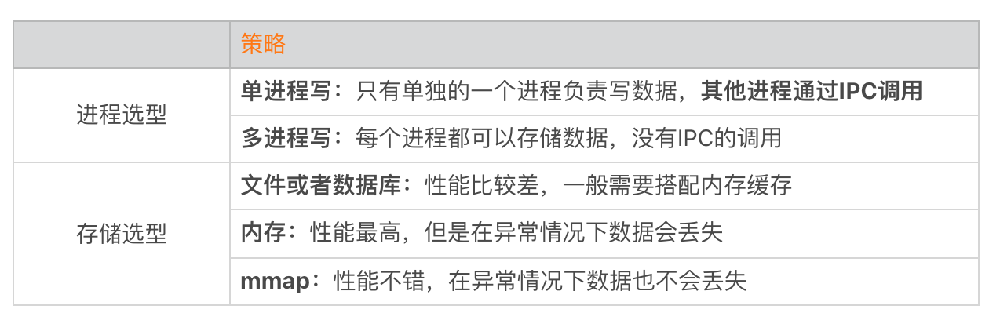 策略
进程选型
单进程写：只有单独的一个进程负责写数据，其他进程通过IPC调用
多进程写：每个进程都可以存储数据，没有IPC的调用
存储选型
文件或者数据库：性能比较差，一般需要搭配内存缓存
内存：性能最高，但是在异常情况下数据会丢失
mmap：性能不错，在异常情况下数据也不会丢失